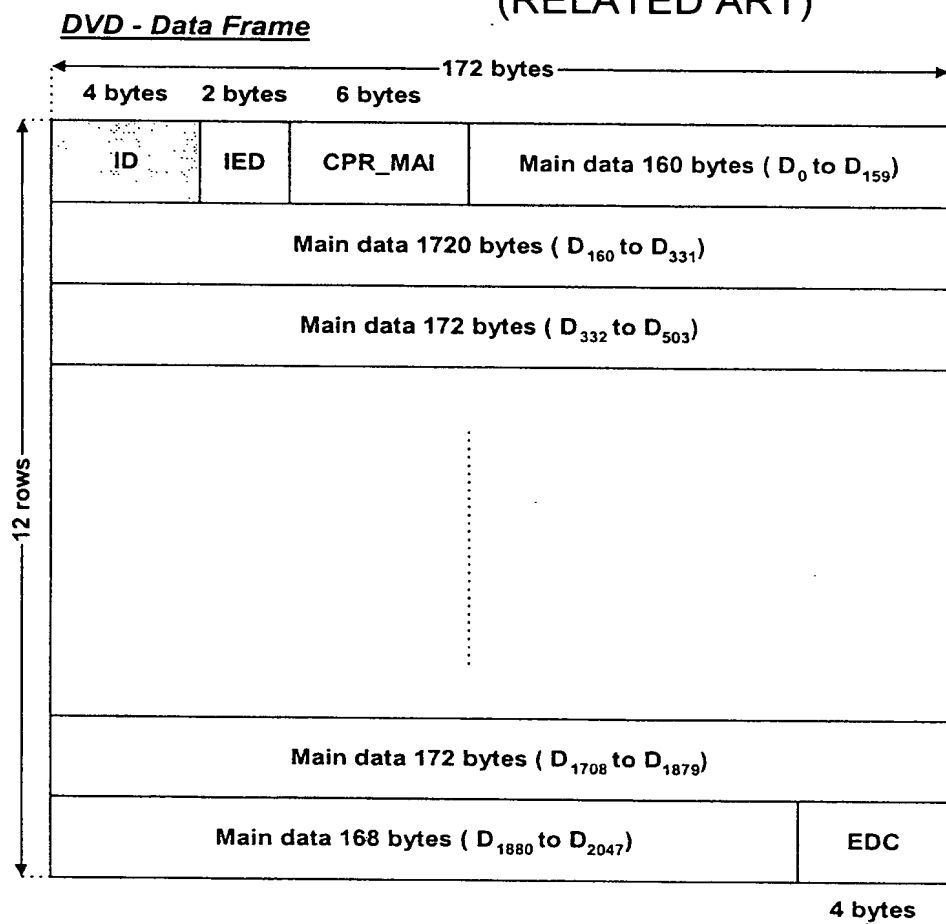 (RELATED ART)
DVD - Data Frame
172 bytes
4 bytes 2 bytes 6 bytes
ID IED CPR_MAI Main data 160 bytes ( D0 to D159)
Main data 1720 bytes ( D160 to D331)
Main data 172 bytes ( D332 to D503)
12 rows
Main data 172 bytes ( D1708 to D1879)
Main data 168 bytes ( D1880 to D2047) EDC
4 bytes